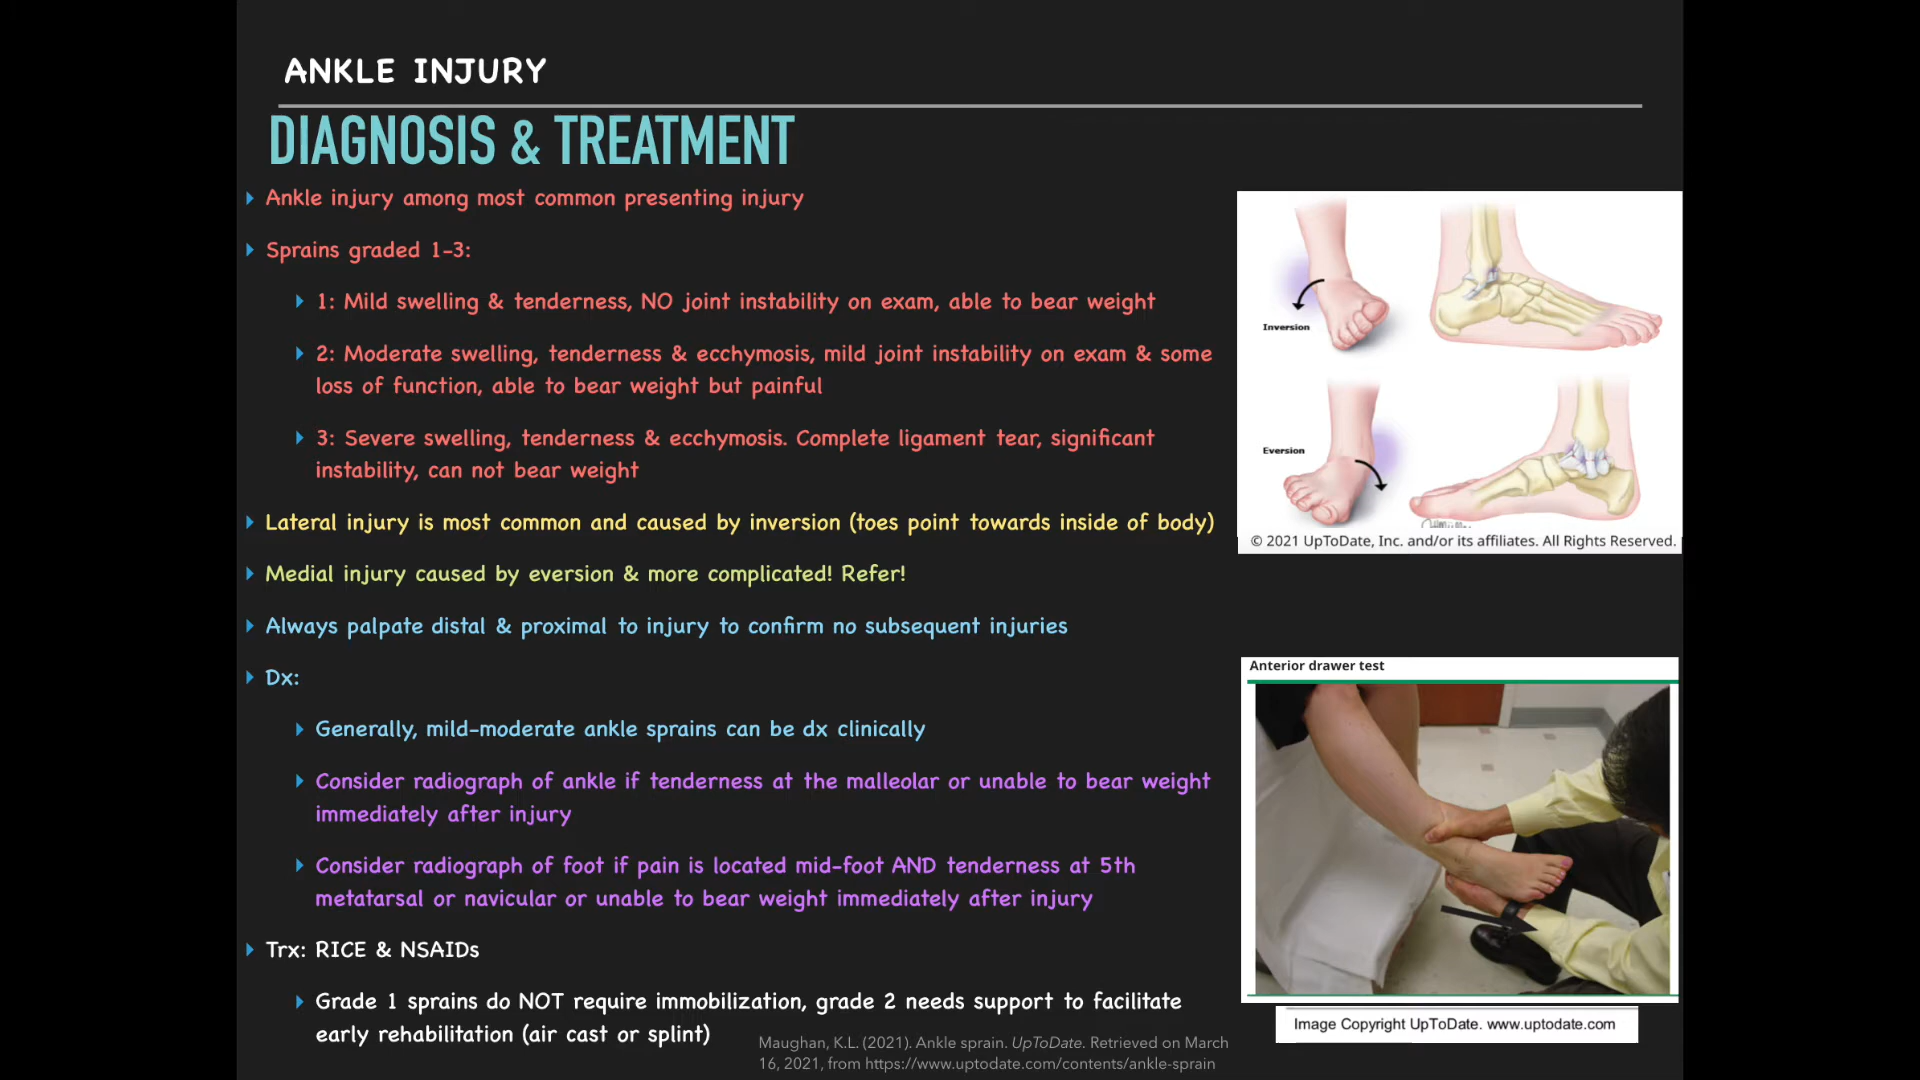 ANKLE INJURY
DIAGNOSIS & TREATMENT
Ankle injury among most common presenting injury
Sprains graded 1-3:
1: Mild swelling & tenderness, NO joint instability on exam, able to bear weight
2: Moderate swelling, tenderness & ecchymosis, mild joint instability on exam & some
loss of function, able to bear weight but painful
3: Severe swelling, tenderness & ecchymosis. Complete ligament tear, significant
instability, can not bear weight
Lateral injury is most common and caused by inversion (toes point towards inside of body)
Medial injury caused by eversion & more complicated! Refer!
Always palpate distal & proximal to injury to confirm no subsequent injuries
Dx:
Generally, mild-moderate ankle sprains can be dx clinically
Consider radiograph of ankle if tenderness at the malleolar or unable to bear weight
immediately after injury
Consider radiograph of foot if pain is located mid-foot AND tenderness at 5th
metatarsal or navicular or unable to bear weight immediately after injury
Trx: RICE & NSAIDs
Grade 1 sprains do NOT require immobilization, grade 2 needs support to facilitate
early rehabilitation (air cast or splint)
Maughan, K.L. (2021). Ankle sprain. UpToDate. Retrieved on March
16, 2021, from https://www.uptodate.com/contents/ankle-sprain
Inversion
Eversion
© 2021 UpToDate, Inc. and/or its affiliates. All Rights Reserved.
Anterior drawer test
Image Copyright UpToDate. www.uptodate.com